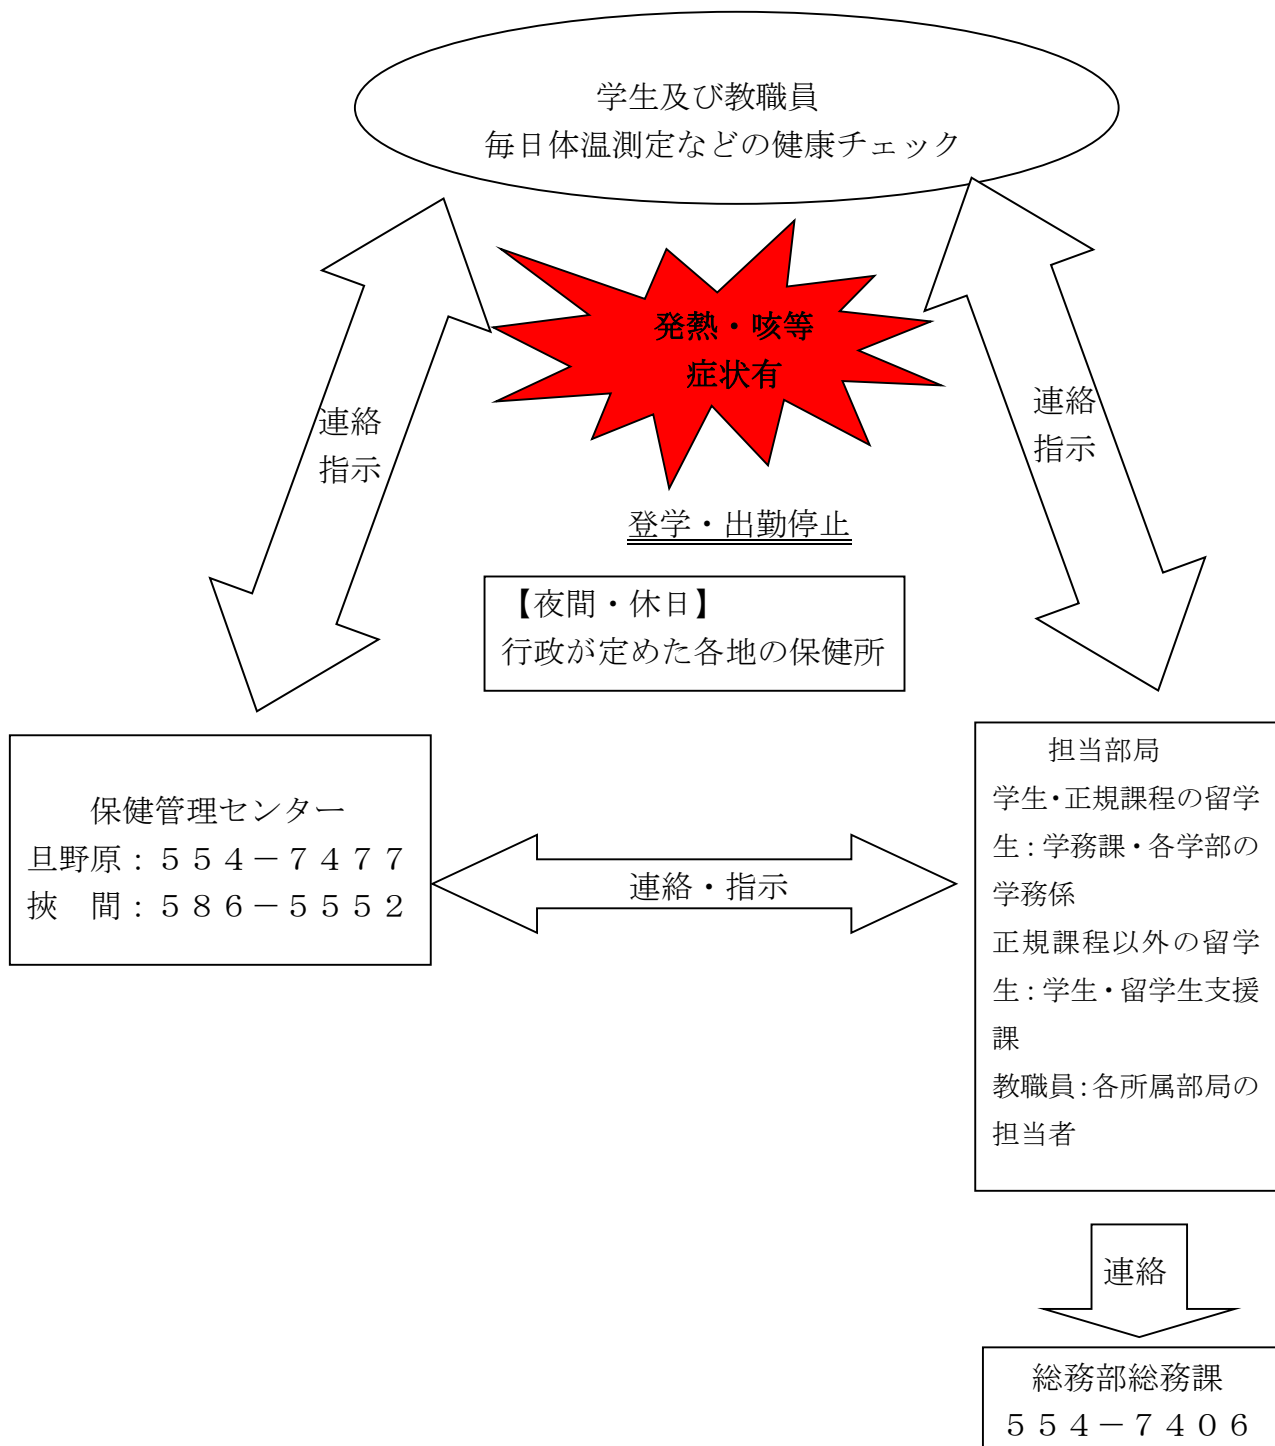 学生及び教職員
毎日体温測定などの健康チェック
発熱・咳等
症状有
連絡
指示
連絡
指示
登学・出勤停止
【夜間・休日】
行政が定めた各地の保健所
保健管理センター
旦野原：５５４－７４７７
挾　間：５８６－５５５２
連絡・指示
担当部局
学生・正規課程の留学
生：学務課・各学部の
学務係
正規課程以外の留学
生：学生・留学生支援
課
教職員：各所属部局の
担当者
連絡
総務部総務課
５５４－７４０６